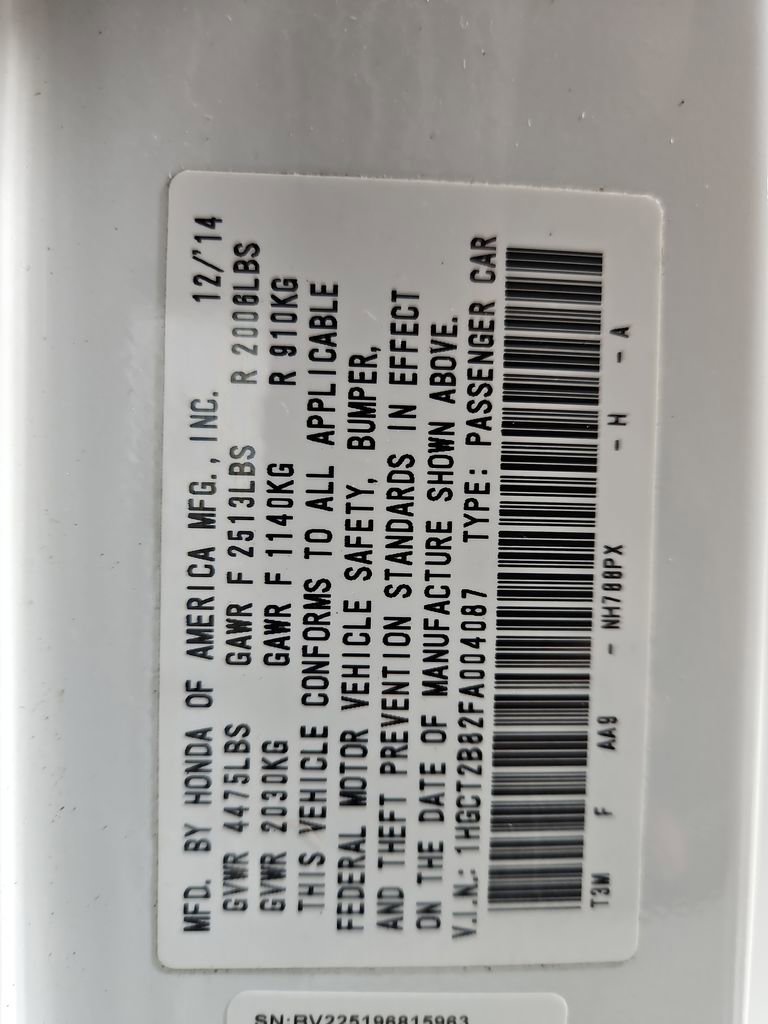 MFD. BY HONDA OF AMERICA MFG., INC. 12/'14
GVWR 4475LBS GAWR F 2513LBS R 2006LBS
GVWR 2030KG GAWR F 1140KG R 910KG
THIS VEHICLE CONFORMS TO ALL APPLICABLE
FEDERAL MOTOR VEHICLE SAFETY, BUMPER,
AND THEFT PREVENTION STANDARDS IN EFFECT
ON THE DATE OF MANUFACTURE SHOWN ABOVE.
V.I.N.: 1HGCT2B82FA004087 TYPE: PASSENGER CAR
T3M F AA9 - NH788PX - H - A
SN:RV225196815963